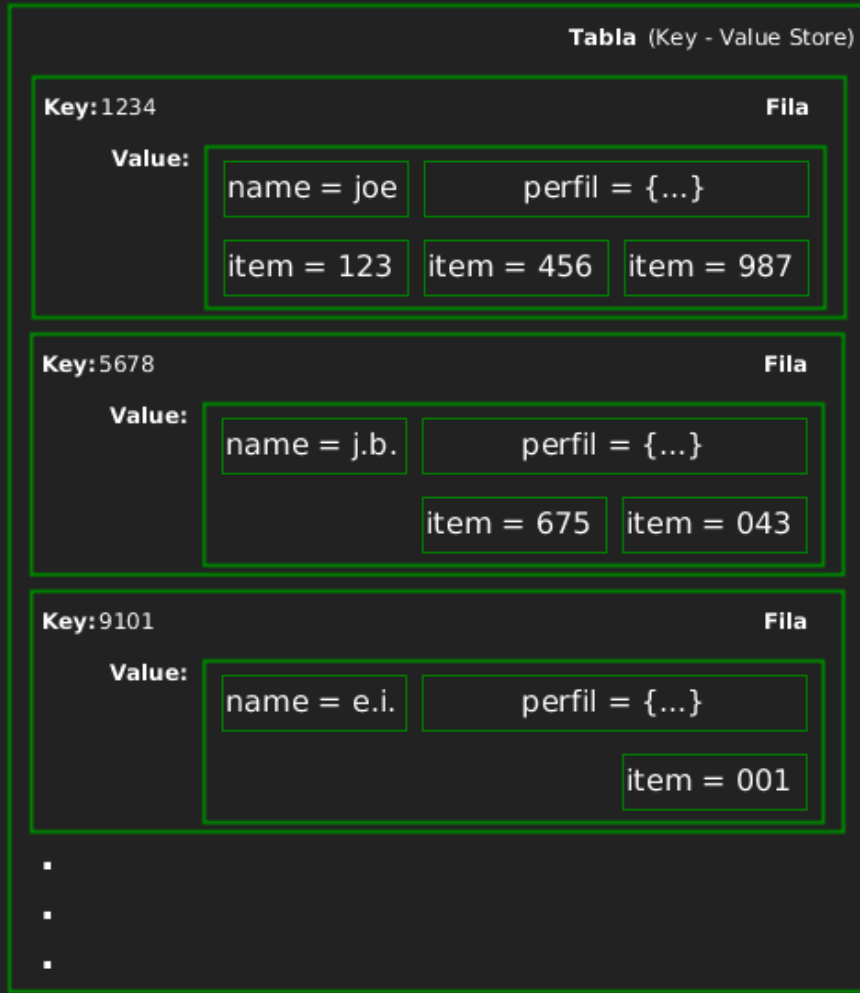 Tabla (Key - Value Store)
Key:1234 Fila
Value:
name = joe perfil = {...}
item = 123 item = 456 item = 987
Key:5678 Fila
Value:
name = j.b. perfil = {...}
item = 675 item = 043
Key:9101 Fila
Value:
name = e.i. perfil = {...}
item = 001
.
.
.